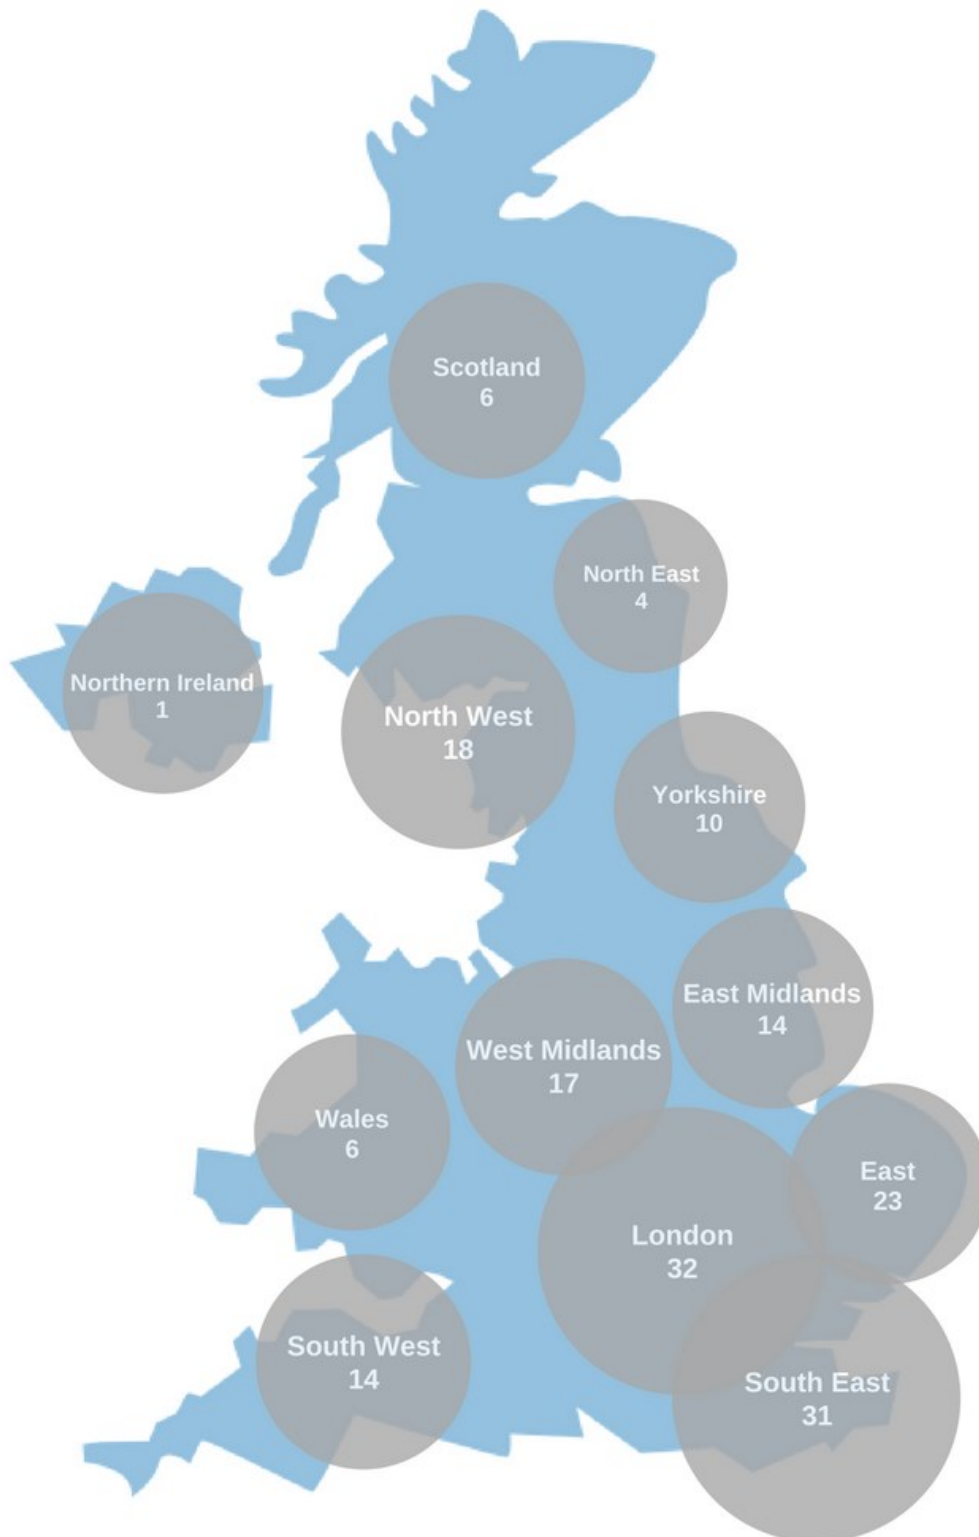 Scotland
6
North East
4
Northern Ireland
1
North West
18
Yorkshire
10
East Midlands
14
West Midlands
17
Wales
6
East
23
London
32
South West
14
South East
31